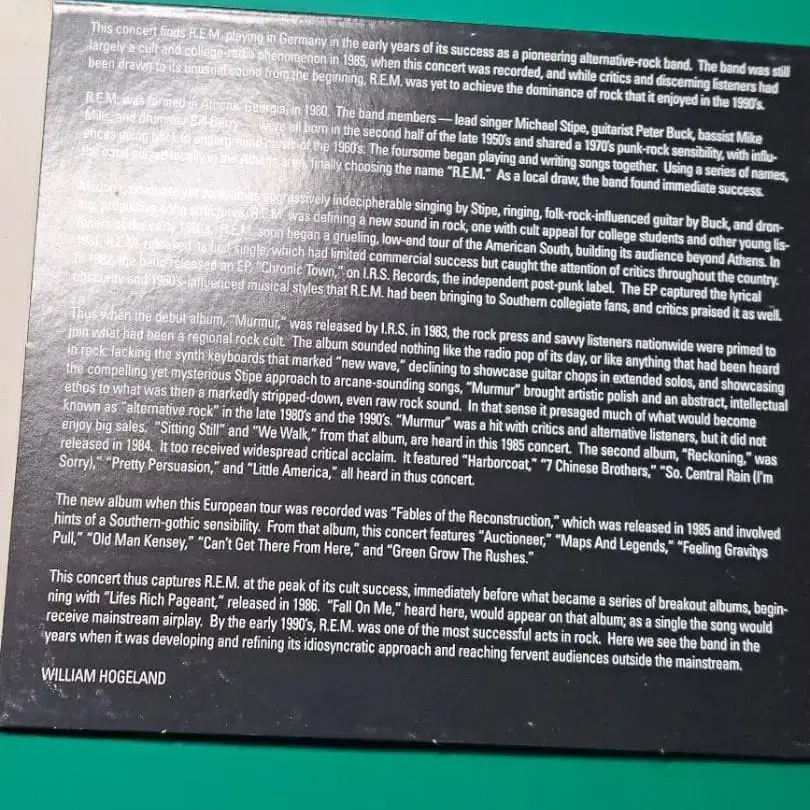 This concert finds R.E.M. playing in Germany in the early years of its success as a pioneering alternative-rock band. The band was still
largely a cult and college-radio phenomenon in 1985, when this concert was recorded, and while critics and discerning listeners had
been drawn to its unusual sound from the beginning, R.E.M. was yet to achieve the dominance of rock that it enjoyed in the 1990's.
R.E.M. was formed in Athens, Georgia, in 1980. The band members — lead singer Michael Stipe, guitarist Peter Buck, bassist Mike
Mills, and drummer Bill Berry were all born in the second half of the late 1950's and shared a 1970's punk-rock sensibility, with influ-
ences going back to underground music of the 1960's. The foursome began playing and writing songs together. Using a series of names,
the band played locally in the Athens area, finally choosing the name "R.E.M." As a local draw, the band found immediate success.
Mixing passionate yet sometimes aggressively indecipherable singing by Stipe, ringing, folk-rock-influenced guitar by Buck, and dron-
ing, propulsive song structures, R.E.M. was defining a new sound in rock, one with cult appeal for college students and other young lis-
teners of the early 1980's. R.E.M. soon began a grueling, low-end tour of the American South, building its audience beyond Athens. In
1981, R.E.M. released its first single, which had limited commercial success but caught the attention of critics throughout the country.
In 1982, the band released an EP, "Chronic Town," on I.R.S. Records, the independent post-punk label. The EP captured the lyrical
obscurity and 1960's-influenced musical styles that R.E.M. had been bringing to Southern collegiate fans, and critics praised it as well.
Thus when the debut album, "Murmur," was released by I.R.S. in 1983, the rock press and savvy listeners nationwide were primed to
join what had been a regional rock cult. The album sounded nothing like the radio pop of its day, or like anything that had been heard
in rock: lacking the synth keyboards that marked "new wave," declining to showcase guitar chops in extended solos, and showcasing
the compelling yet mysterious Stipe approach to arcane-sounding songs, "Murmur" brought artistic polish and an abstract, intellectual
ethos to what was then a markedly stripped-down, even raw rock sound. In that sense it presaged much of what would become
known as "alternative rock" in the late 1980's and the 1990's. "Murmur" was a hit with critics and alternative listeners, but it did not
enjoy big sales. "Sitting Still" and "We Walk," from that album, are heard in this 1985 concert. The second album, "Reckoning," was
released in 1984. It too received widespread critical acclaim. It featured "Harborcoat," "7 Chinese Brothers," "So. Central Rain (I'm
Sorry)," "Pretty Persuasion," and "Little America," all heard in thus concert.
The new album when this European tour was recorded was "Fables of the Reconstruction," which was released in 1985 and involved
hints of a Southern-gothic sensibility. From that album, this concert features "Auctioneer," "Maps And Legends," "Feeling Gravitys
Pull," "Old Man Kensey," "Can't Get There From Here," and "Green Grow The Rushes."
This concert thus captures R.E.M. at the peak of its cult success, immediately before what became a series of breakout albums, begin-
ning with "Lifes Rich Pageant," released in 1986. "Fall On Me," heard here, would appear on that album; as a single the song would
receive mainstream airplay. By the early 1990's, R.E.M. was one of the most successful acts in rock. Here we see the band in the
years when it was developing and refining its idiosyncratic approach and reaching fervent audiences outside the mainstream.
WILLIAM HOGELAND